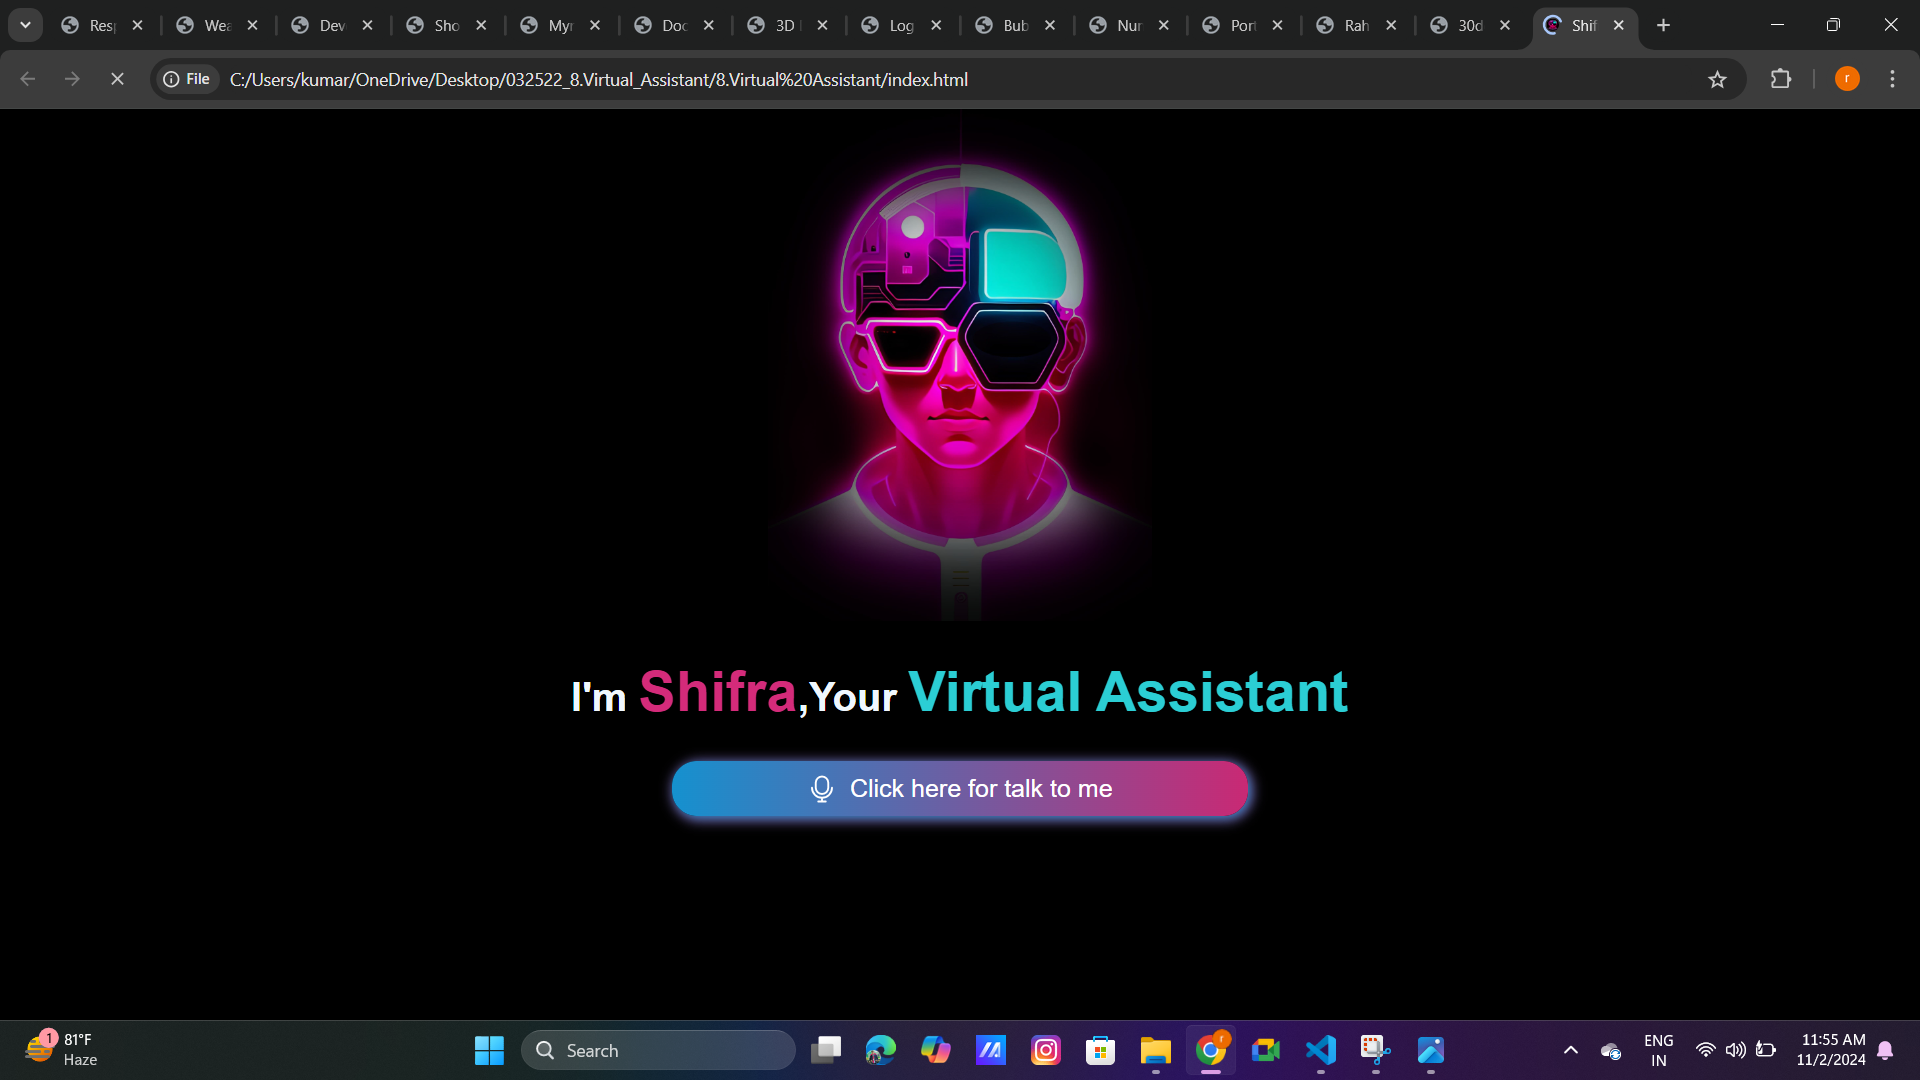 Res
Wea
Dev
Sho
Myn
Doc
3D
Log
Bub
Nur
Port
Rah
30d
Shif
File
C:/Users/kumar/OneDrive/Desktop/032522_8.Virtual_Assistant/8.Virtual%20Assistant/index.html
r
I'm Shifra,Your Virtual Assistant
Click here for talk to me
1
81°F
Haze
Search
r
ENG
IN
11:55 AM
11/2/2024